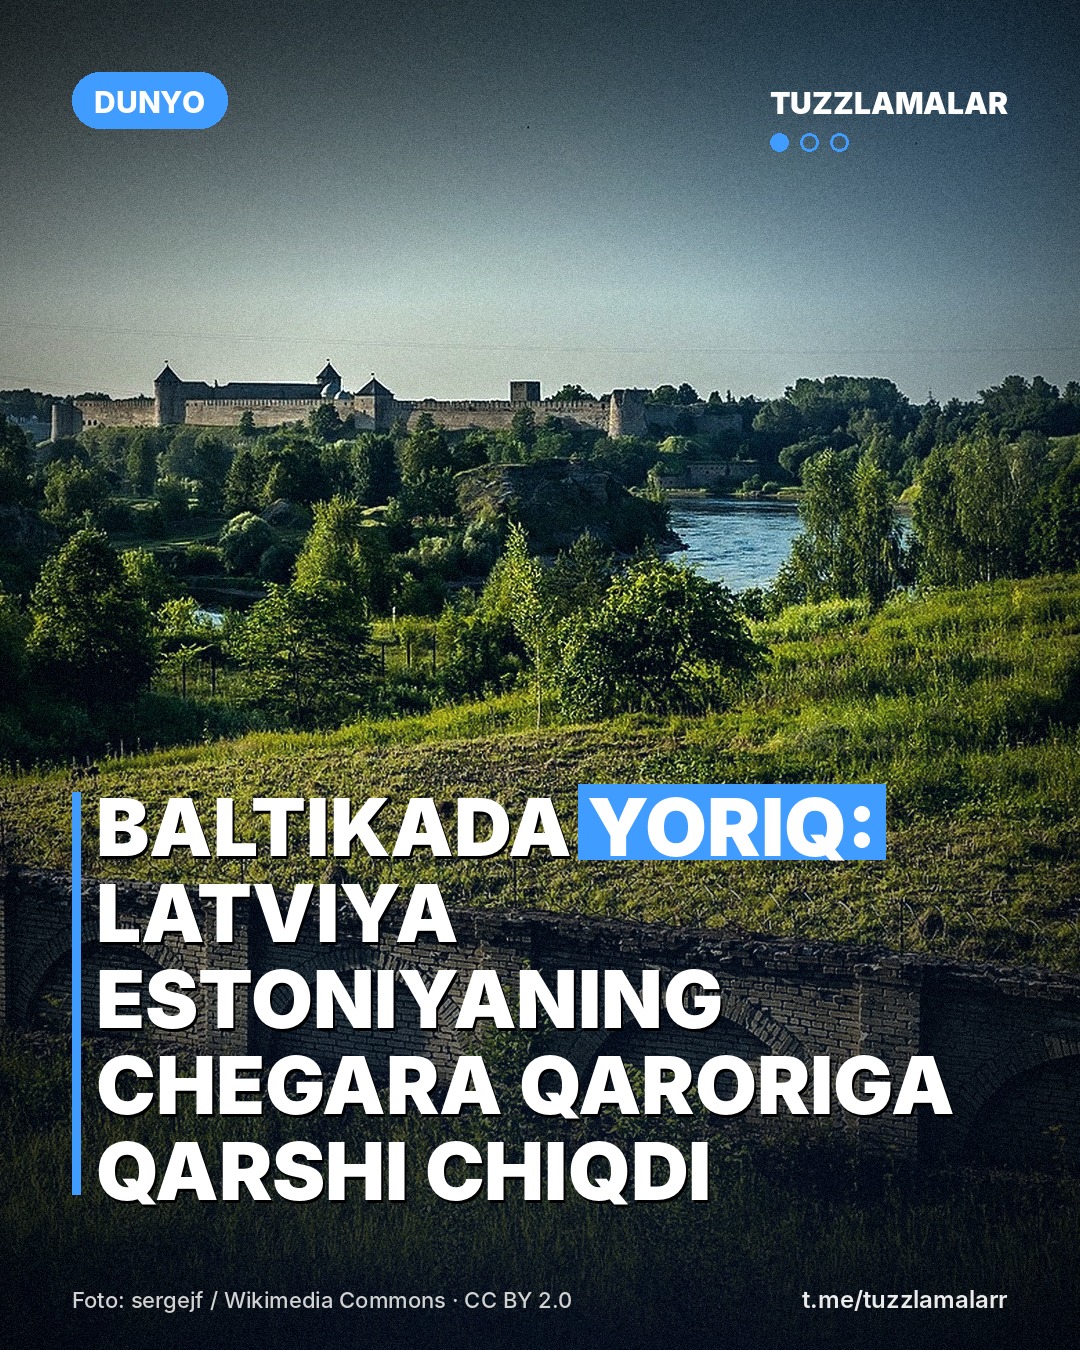 DUNYO
TUZZLAMALAR
BALTIKADA YORIQ:
LATVIYA
ESTONIYANING
CHEGARA QARORIGA
QARSHI CHIQDI
Foto: sergejf / Wikimedia Commons · CC BY 2.0
t.me/tuzzlamalarr